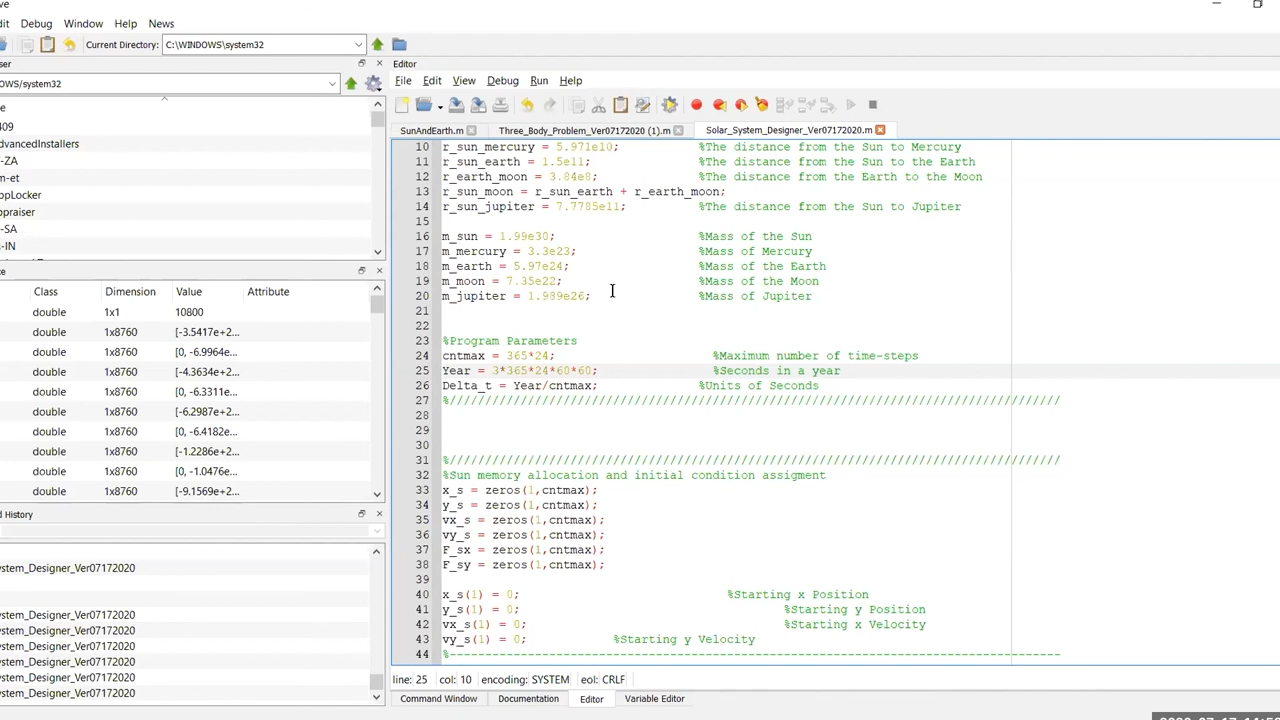 ve
dit Debug Window Help News
Current Directory: C:\WINDOWS\system32
ser
OWS/system32
e
409
dvancedInstallers
-ZA
m-et
ppLocker
ppraiser
-SA
-IN
ce
Class Dimension Value Attribute
double 1x1 10800
double 1x8760 [-3.5417e+2...
double 1x8760 [0, -6.9964e...
double 1x8760 [-4.3634e+2...
double 1x8760 [0, -6.3311e...
double 1x8760 [-6.2987e+2...
double 1x8760 [0, -6.4182e...
double 1x8760 [-1.2286e+2...
double 1x8760 [0, -1.0476e...
double 1x8760 [-9.1569e+2...
d History
ystem_Designer_Ver07172020
ystem_Designer_Ver07172020
ystem_Designer_Ver07172020
ystem_Designer_Ver07172020
ystem_Designer_Ver07172020
ystem_Designer_Ver07172020
ystem_Designer_Ver07172020
Editor
File Edit View Debug Run Help
SunAndEarth.m Three_Body_Problem_Ver07172020 (1).m Solar_System_Designer_Ver07172020.m
10 r_sun_mercury = 5.971e10; %The distance from the Sun to Mercury
11 r_sun_earth = 1.5e11; %The distance from the Sun to the Earth
12 r_earth_moon = 3.84e8; %The distance from the Earth to the Moon
13 r_sun_moon = r_sun_earth + r_earth_moon;
14 r_sun_jupiter = 7.7785e11; %The distance from the Sun to Jupiter
15
16 m_sun = 1.99e30; %Mass of the Sun
17 m_mercury = 3.3e23; %Mass of Mercury
18 m_earth = 5.97e24; %Mass of the Earth
19 m_moon = 7.35e22; %Mass of the Moon
20 m_jupiter = 1.989e26; %Mass of Jupiter
21
22
23 %Program Parameters
24 cntmax = 365*24; %Maximum number of time-steps
25 Year = 3*365*24*60*60; %Seconds in a year
26 Delta_t = Year/cntmax; %Units of Seconds
27 %//////////////////////////////////////////////////////////////////////////////////////
28
29
30
31 %//////////////////////////////////////////////////////////////////////////////////////
32 %Sun memory allocation and initial condition assigment
33 x_s = zeros(1,cntmax);
34 y_s = zeros(1,cntmax);
35 vx_s = zeros(1,cntmax);
36 vy_s = zeros(1,cntmax);
37 F_sx = zeros(1,cntmax);
38 F_sy = zeros(1,cntmax);
39
40 x_s(1) = 0; %Starting x Position
41 y_s(1) = 0; %Starting y Position
42 vx_s(1) = 0; %Starting x Velocity
43 vy_s(1) = 0; %Starting y Velocity
44 %--------------------------------------------------------------------------------------
line: 25 col: 10 encoding: SYSTEM eol: CRLF
Command Window Documentation Editor Variable Editor